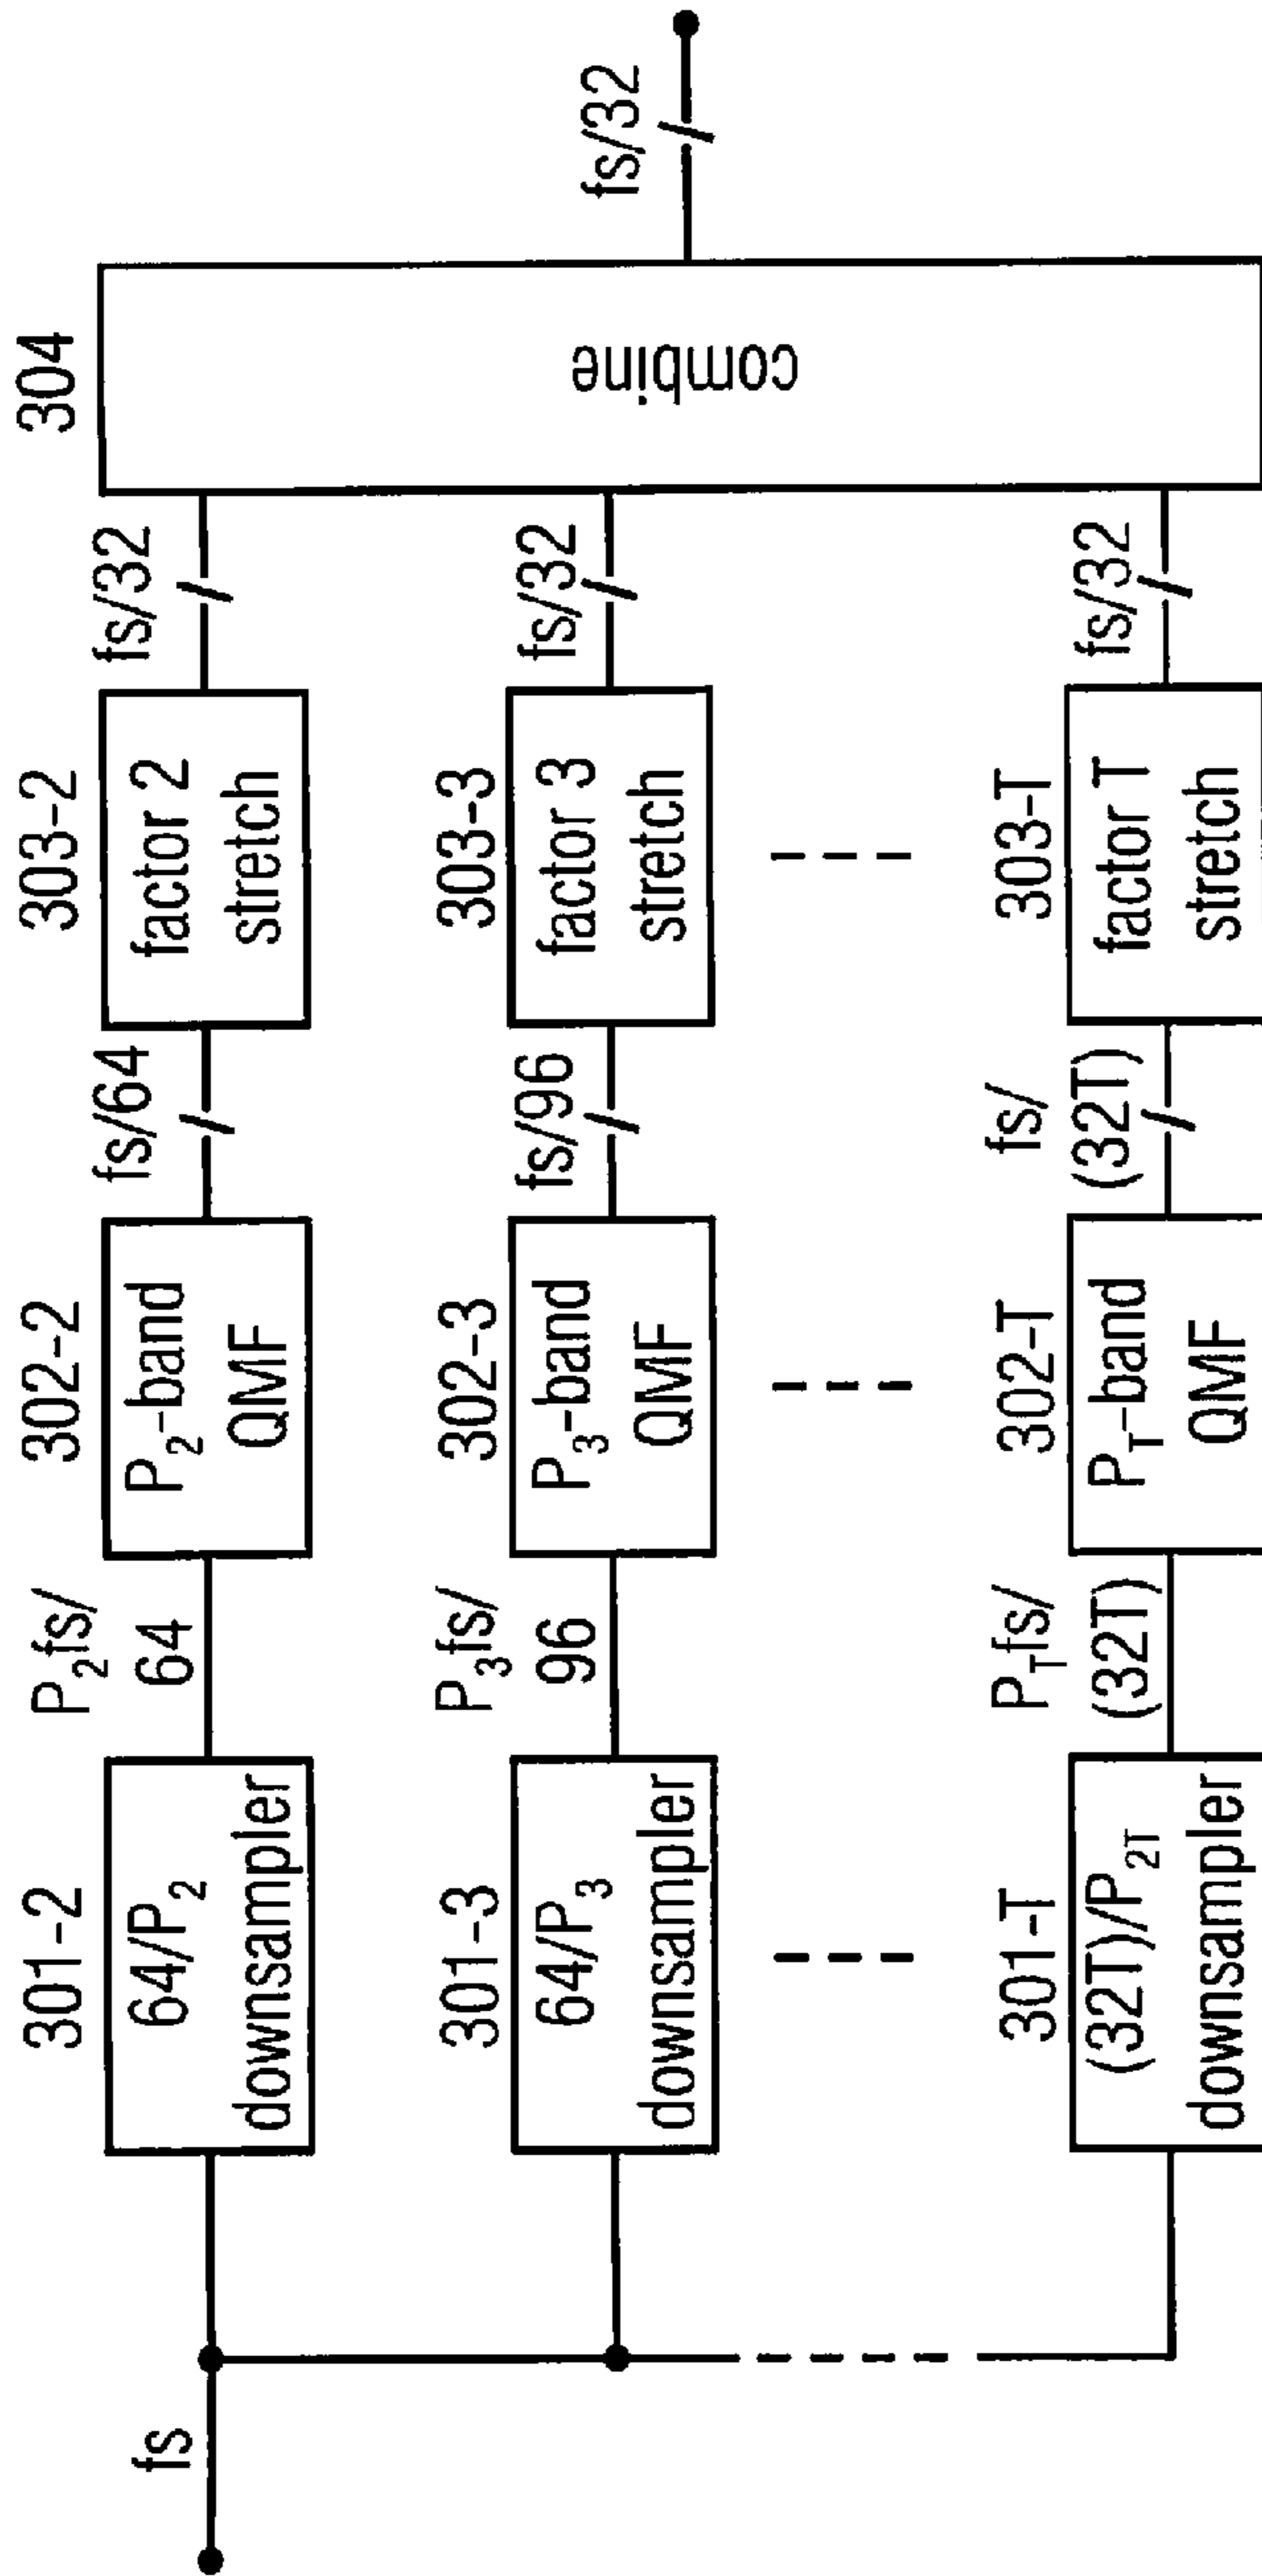 fs
301-2
64/P₂
downsampler
P₂fs/
64
302-2
P₂-band
QMF
fs/64
303-2
factor 2
stretch
fs/32
301-3
64/P₃
downsampler
P₃fs/
96
302-3
P₃-band
QMF
fs/96
303-3
factor 3
stretch
fs/32
301-T
(32T)/P₂T
downsampler
P_Tfs/
(32T)
302-T
P_T-band
QMF
fs/
(32T)
303-T
factor T
stretch
fs/32
304
combine
fs/32